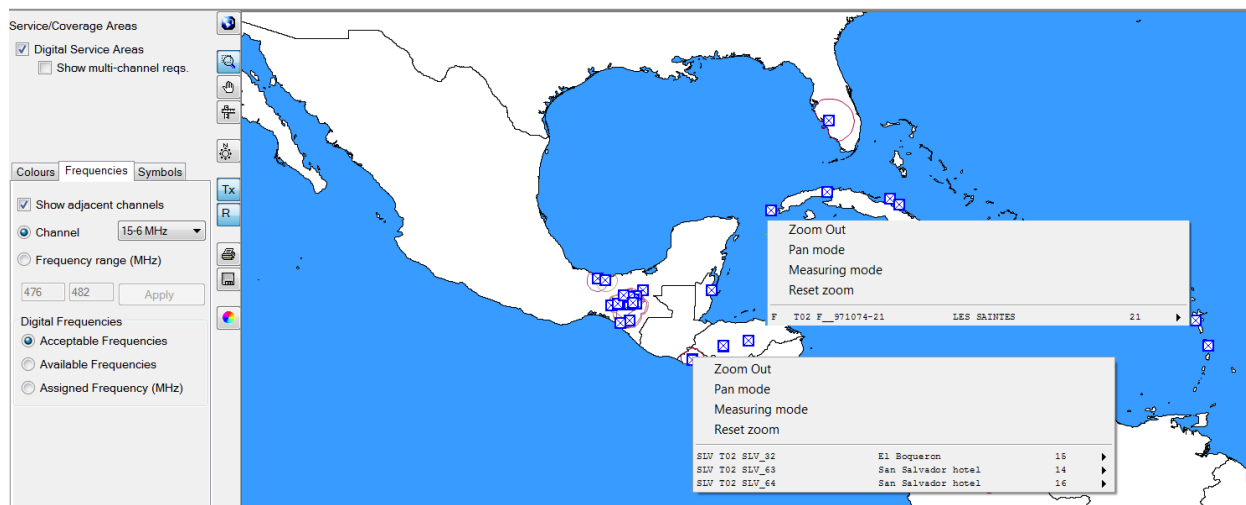 Service/Coverage Areas
Digital Service Areas
Show multi-channel reqs.
Colours Frequencies Symbols
Show adjacent channels
Channel 15-6 MHz
Frequency range (MHz)
476 482 Apply
Digital Frequencies
Acceptable Frequencies
Available Frequencies
Assigned Frequency (MHz)
N
Tx
R
Zoom Out
Pan mode
Measuring mode
Reset zoom
F T02 F__971074-21 LES SAINTES 21
Zoom Out
Pan mode
Measuring mode
Reset zoom
SLV T02 SLV_32 El Boqueron 15
SLV T02 SLV_63 San Salvador hotel 14
SLV T02 SLV_64 San Salvador hotel 16